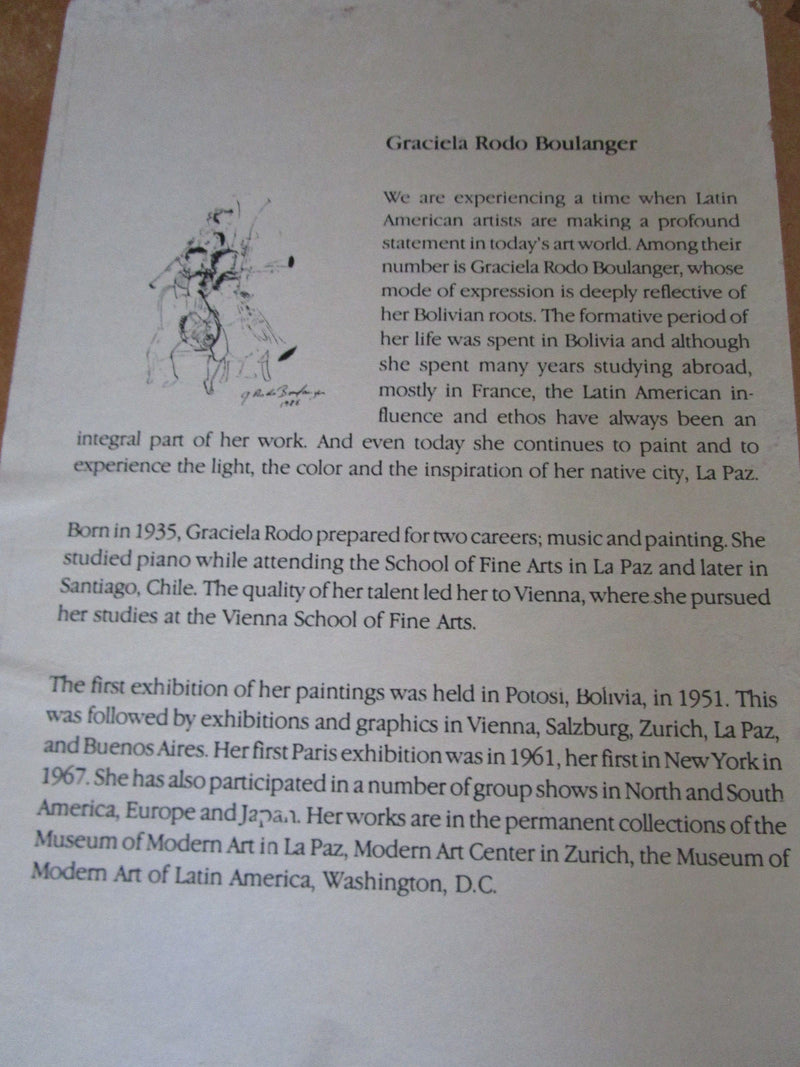 Graciela Rodo Boulanger
We are experiencing a time when Latin
American artists are making a profound
statement in today's art world. Among their
number is Graciela Rodo Boulanger, whose
mode of expression is deeply reflective of
her Bolivian roots. The formative period of
her life was spent in Bolivia and although
she spent many years studying abroad,
mostly in France, the Latin American in-
fluence and ethos have always been an
integral part of her work. And even today she continues to paint and to
experience the light, the color and the inspiration of her native city, La Paz.
Born in 1935, Graciela Rodo prepared for two careers; music and painting. She
studied piano while attending the School of Fine Arts in La Paz and later in
Santiago, Chile. The quality of her talent led her to Vienna, where she pursued
her studies at the Vienna School of Fine Arts.
The first exhibition of her paintings was held in Potosi, Bolivia, in 1951. This
was followed by exhibitions and graphics in Vienna, Salzburg, Zurich, La Paz,
and Buenos Aires. Her first Paris exhibition was in 1961, her first in New York in
1967. She has also participated in a number of group shows in North and South
America, Europe and Japan. Her works are in the permanent collections of the
Museum of Modern Art in La Paz, Modern Art Center in Zurich, the Museum of
Modern Art of Latin America, Washington, D.C.